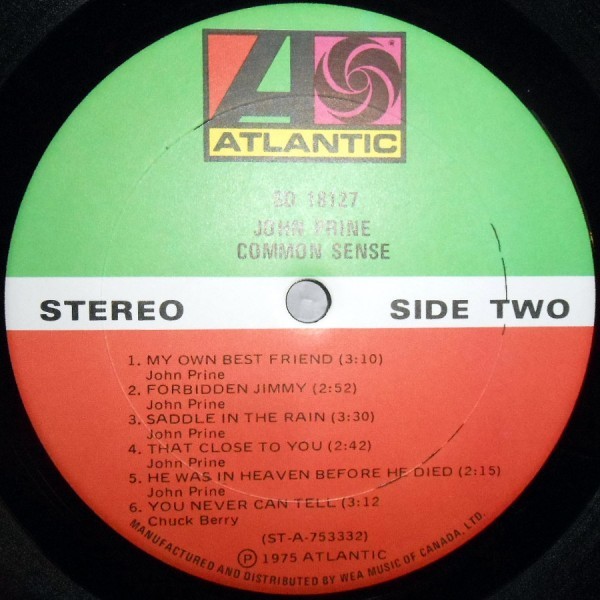 ATLANTIC
SD 18127
JOHN PRINE
COMMON SENSE
STEREO SIDE TWO
1. MY OWN BEST FRIEND (3:10)
John Prine
2. FORBIDDEN JIMMY (2:52)
John Prine
3. SADDLE IN THE RAIN (3:30)
John Prine
4. THAT CLOSE TO YOU (2:42)
John Prine
5. HE WAS IN HEAVEN BEFORE HE DIED (2:15)
John Prine
6. YOU NEVER CAN TELL (3:12
Chuck Berry
(ST-A-753332)
℗ 1975 ATLANTIC
MANUFACTURED AND DISTRIBUTED BY WEA MUSIC OF CANADA, LTD.